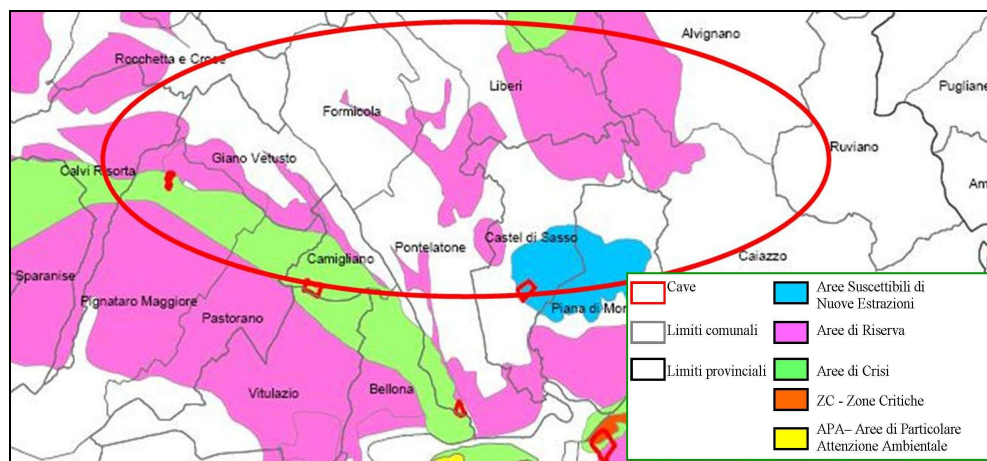 Alvignano
Rocchetta e Croce
Pugliane
Liberi
Formicola
Ruviano
Giano Vetusto
Calvi Risorta
Am
Castel di Sasso
Pontelatone
Camigliano
Caiazzo
Sparanise
Pignataro Maggiore
Piana di Mor
Pastorano
Vitulazio
Bellona
Cave
Limiti comunali
Limiti provinciali
Aree Suscettibili di
Nuove Estrazioni
Aree di Riserva
Aree di Crisi
ZC - Zone Critiche
APA– Aree di Particolare
Attenzione Ambientale